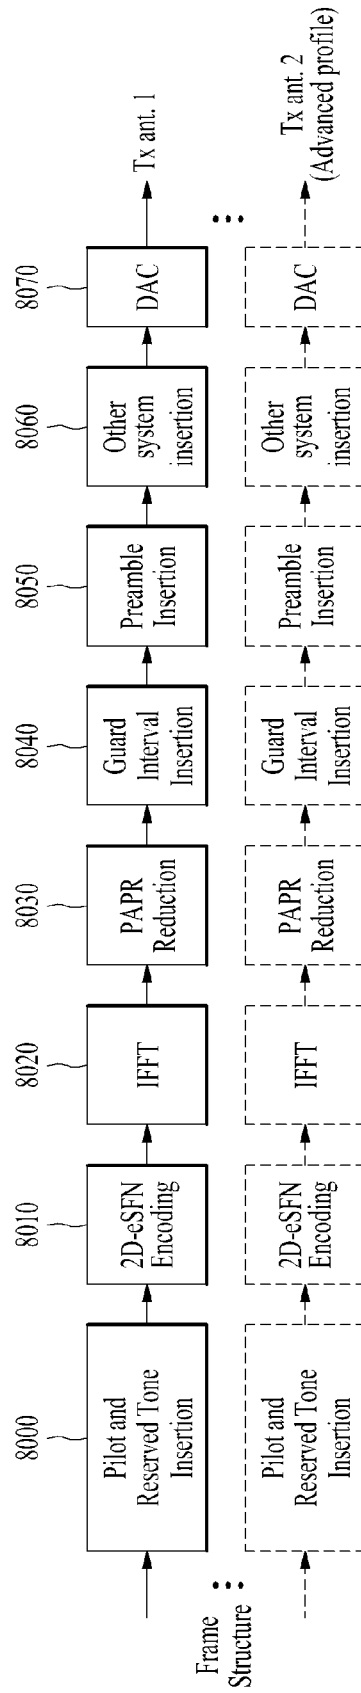 Frame
Structure
8000
Pilot and
Reserved Tone
Insertion
8010
2D-eSFN
Encoding
8020
IFFT
8030
PAPR
Reduction
8040
Guard
Interval
Insertion
8050
Preamble
Insertion
8060
Other
system
insertion
8070
DAC
Tx ant. 1
Pilot and
Reserved Tone
Insertion
2D-eSFN
Encoding
IFFT
PAPR
Reduction
Guard
Interval
Insertion
Preamble
Insertion
Other
system
insertion
DAC
Tx ant. 2
(Advanced profile)